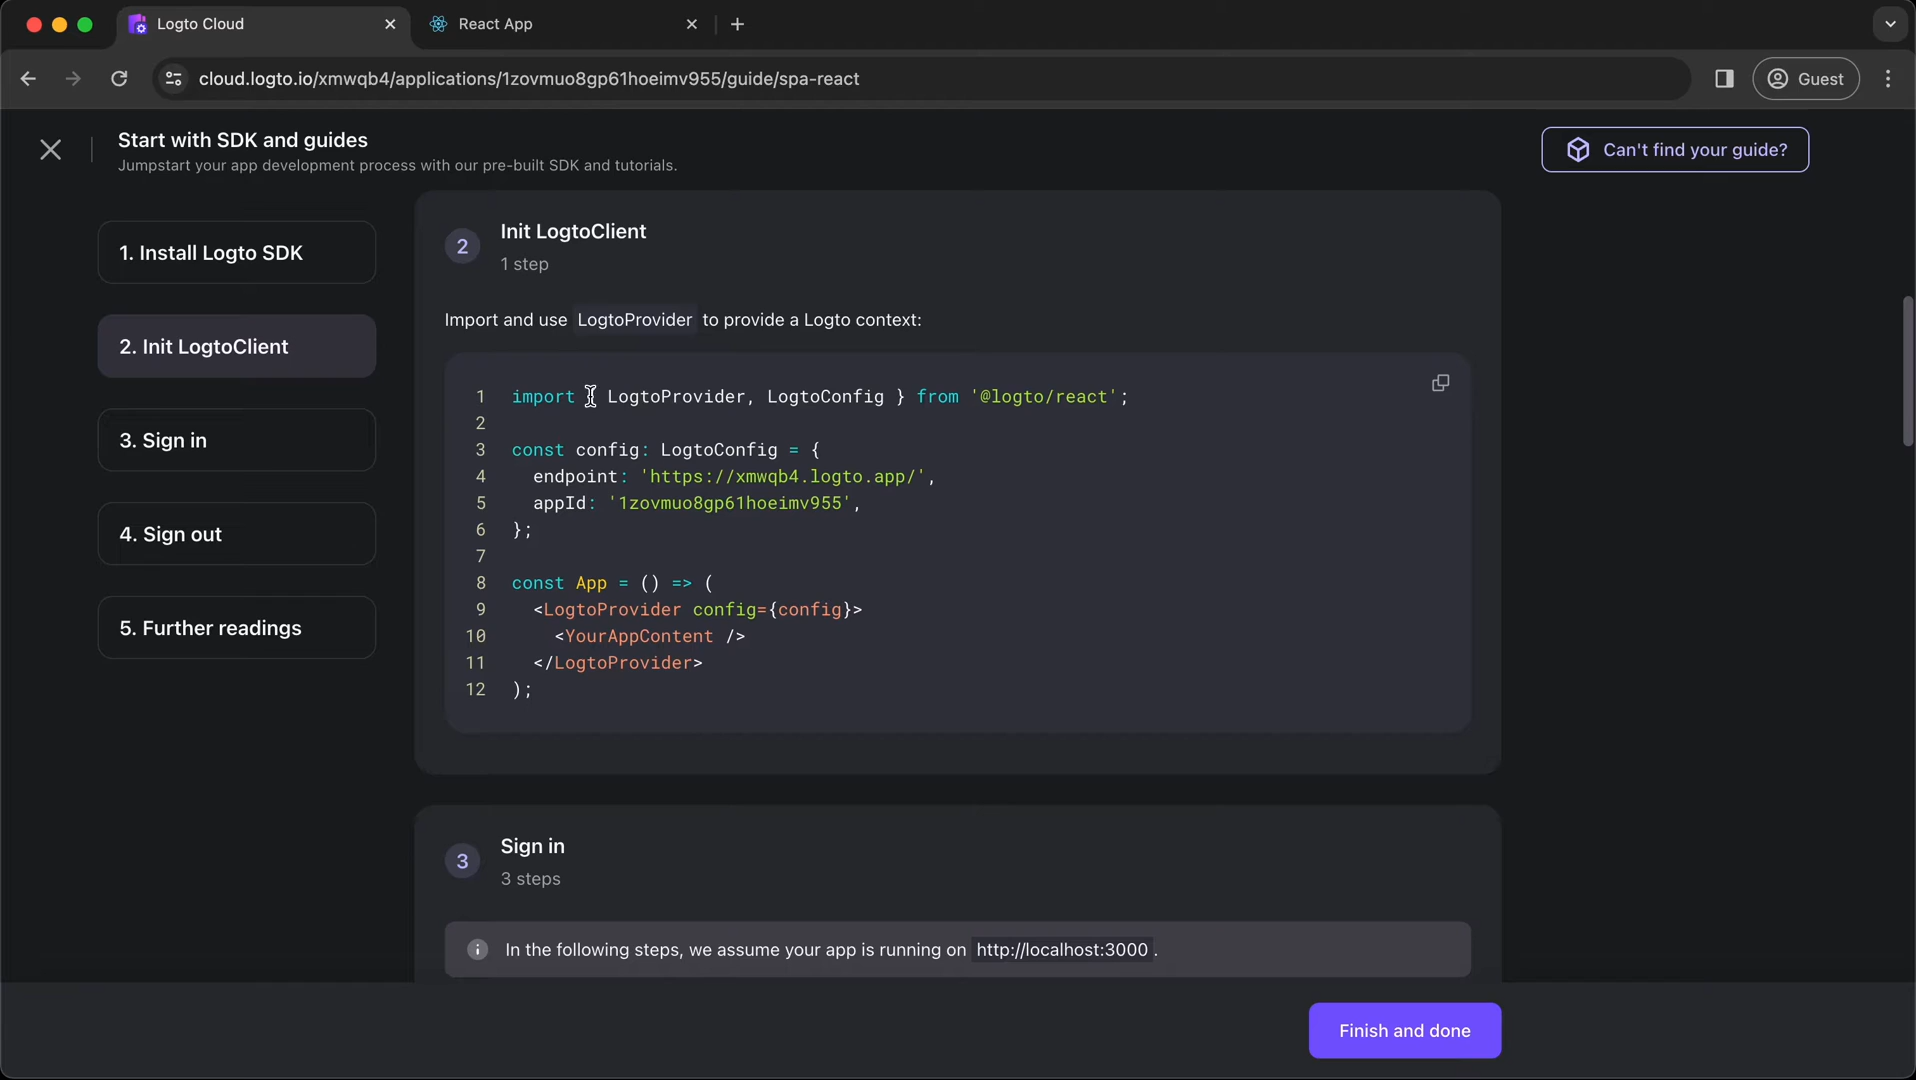 Logto Cloud
React App
cloud.logto.io/xmwqb4/applications/1zovmuo8gp61hoeimv955/guide/spa-react
Guest
Start with SDK and guides
Jumpstart your app development process with our pre-built SDK and tutorials.
Can't find your guide?
1. Install Logto SDK
2. Init LogtoClient
3. Sign in
4. Sign out
5. Further readings
2
Init LogtoClient
1 step
Import and use LogtoProvider to provide a Logto context:
1 import { LogtoProvider, LogtoConfig } from '@logto/react';
2
3 const config: LogtoConfig = {
4   endpoint: 'https://xmwqb4.logto.app/',
5   appId: '1zovmuo8gp61hoeimv955',
6 };
7
8 const App = () => (
9   <LogtoProvider config={config}>
10     <YourAppContent />
11   </LogtoProvider>
12 );
3
Sign in
3 steps
In the following steps, we assume your app is running on http://localhost:3000 .
Finish and done